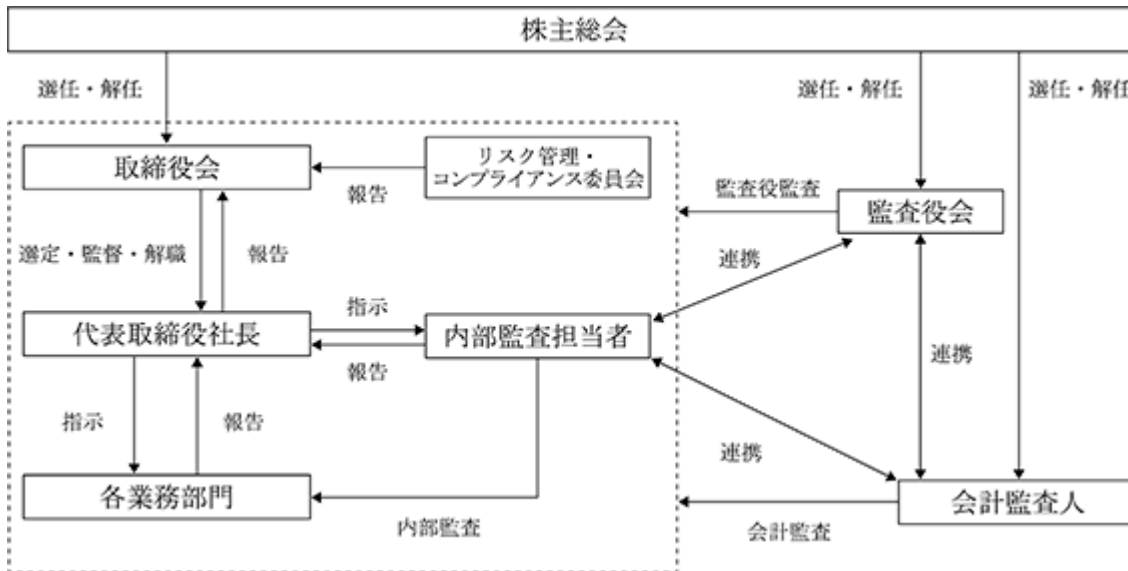 株主総会
選任・解任
選任・解任
選任・解任
取締役会
リスク管理・
コンプライアンス委員会
報告
監査役監査
監査役会
選定・監督・解職
報告
連携
代表取締役社長
指示
報告
内部監査担当者
連携
指示
報告
連携
各業務部門
内部監査
会計監査人
会計監査